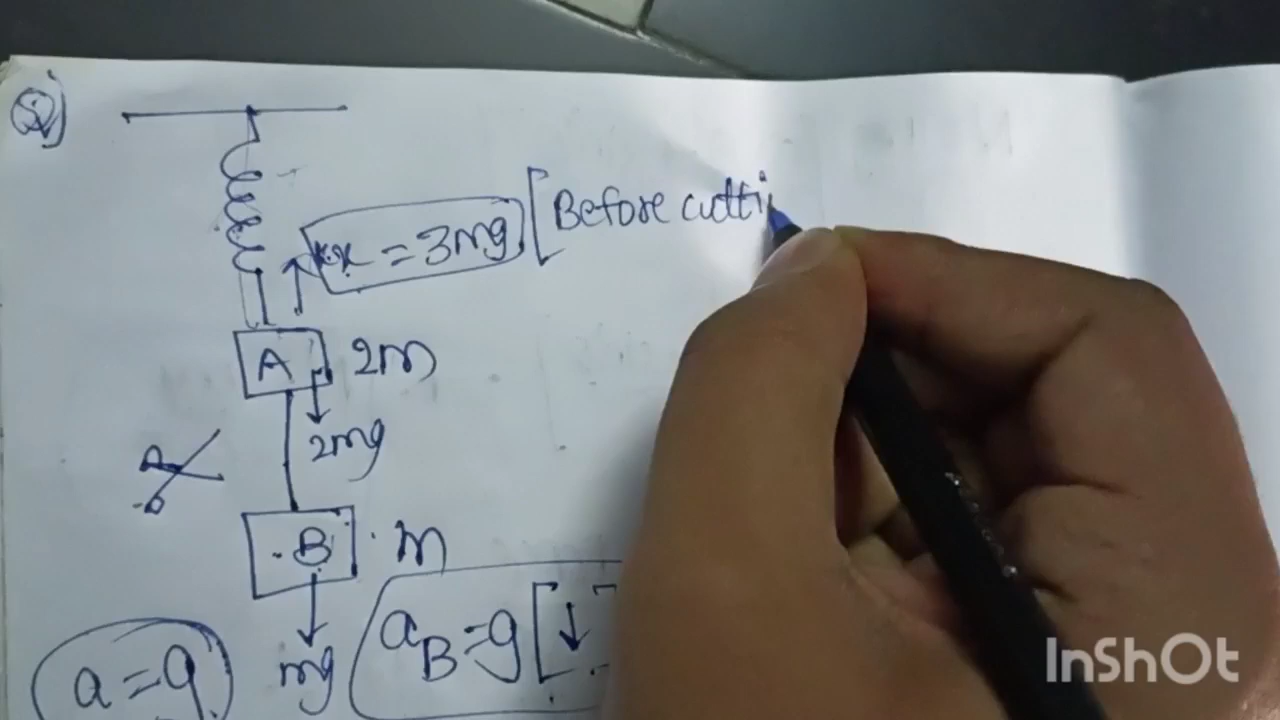 Q)
kx = 3mg [Before cutti
A 2m
2mg
B m
mg
a = g
aB = g [↓
InShOt